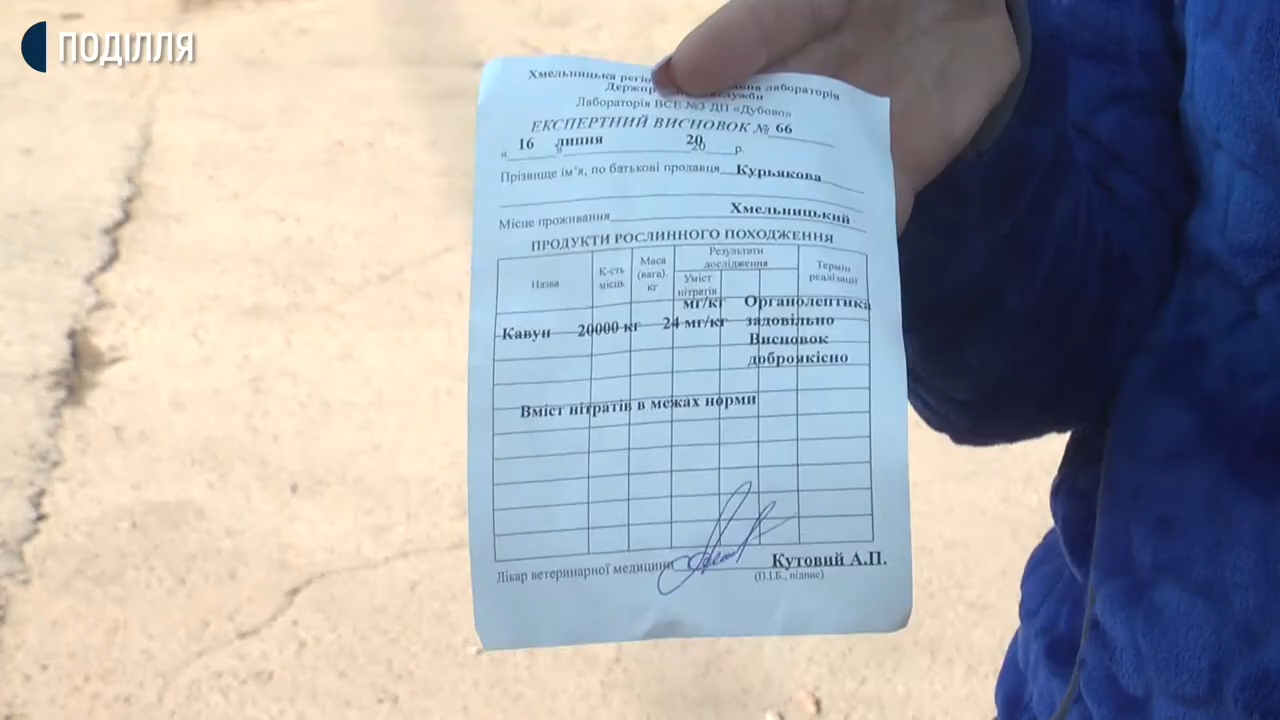 ПОДІЛЛЯ
Хмельницька лабораторія
Лабораторія ВСЕ №3 ДП «Дубово»
ЕКСПЕРТНИЙ ВИСНОВОК № 66
« 16 » липня 20 р.
Прізвище ім'я, по батькові продавця Курьякова
Місце проживання Хмельницький
ПРОДУКТИ РОСЛИННОГО ПОХОДЖЕННЯ
Назва К-сть місць Маса (вага). кг Результати дослідження Термін реалізації
Уміст нітратів
мг/кг Органолептика
Кавун 20000 кг 24 мг/кг задовільно
Висновок
доброякісно
Вміст нітратів в межах норми
Лікар ветеринарної медицини Кутовий А.П.
(П.І.Б., підпис)